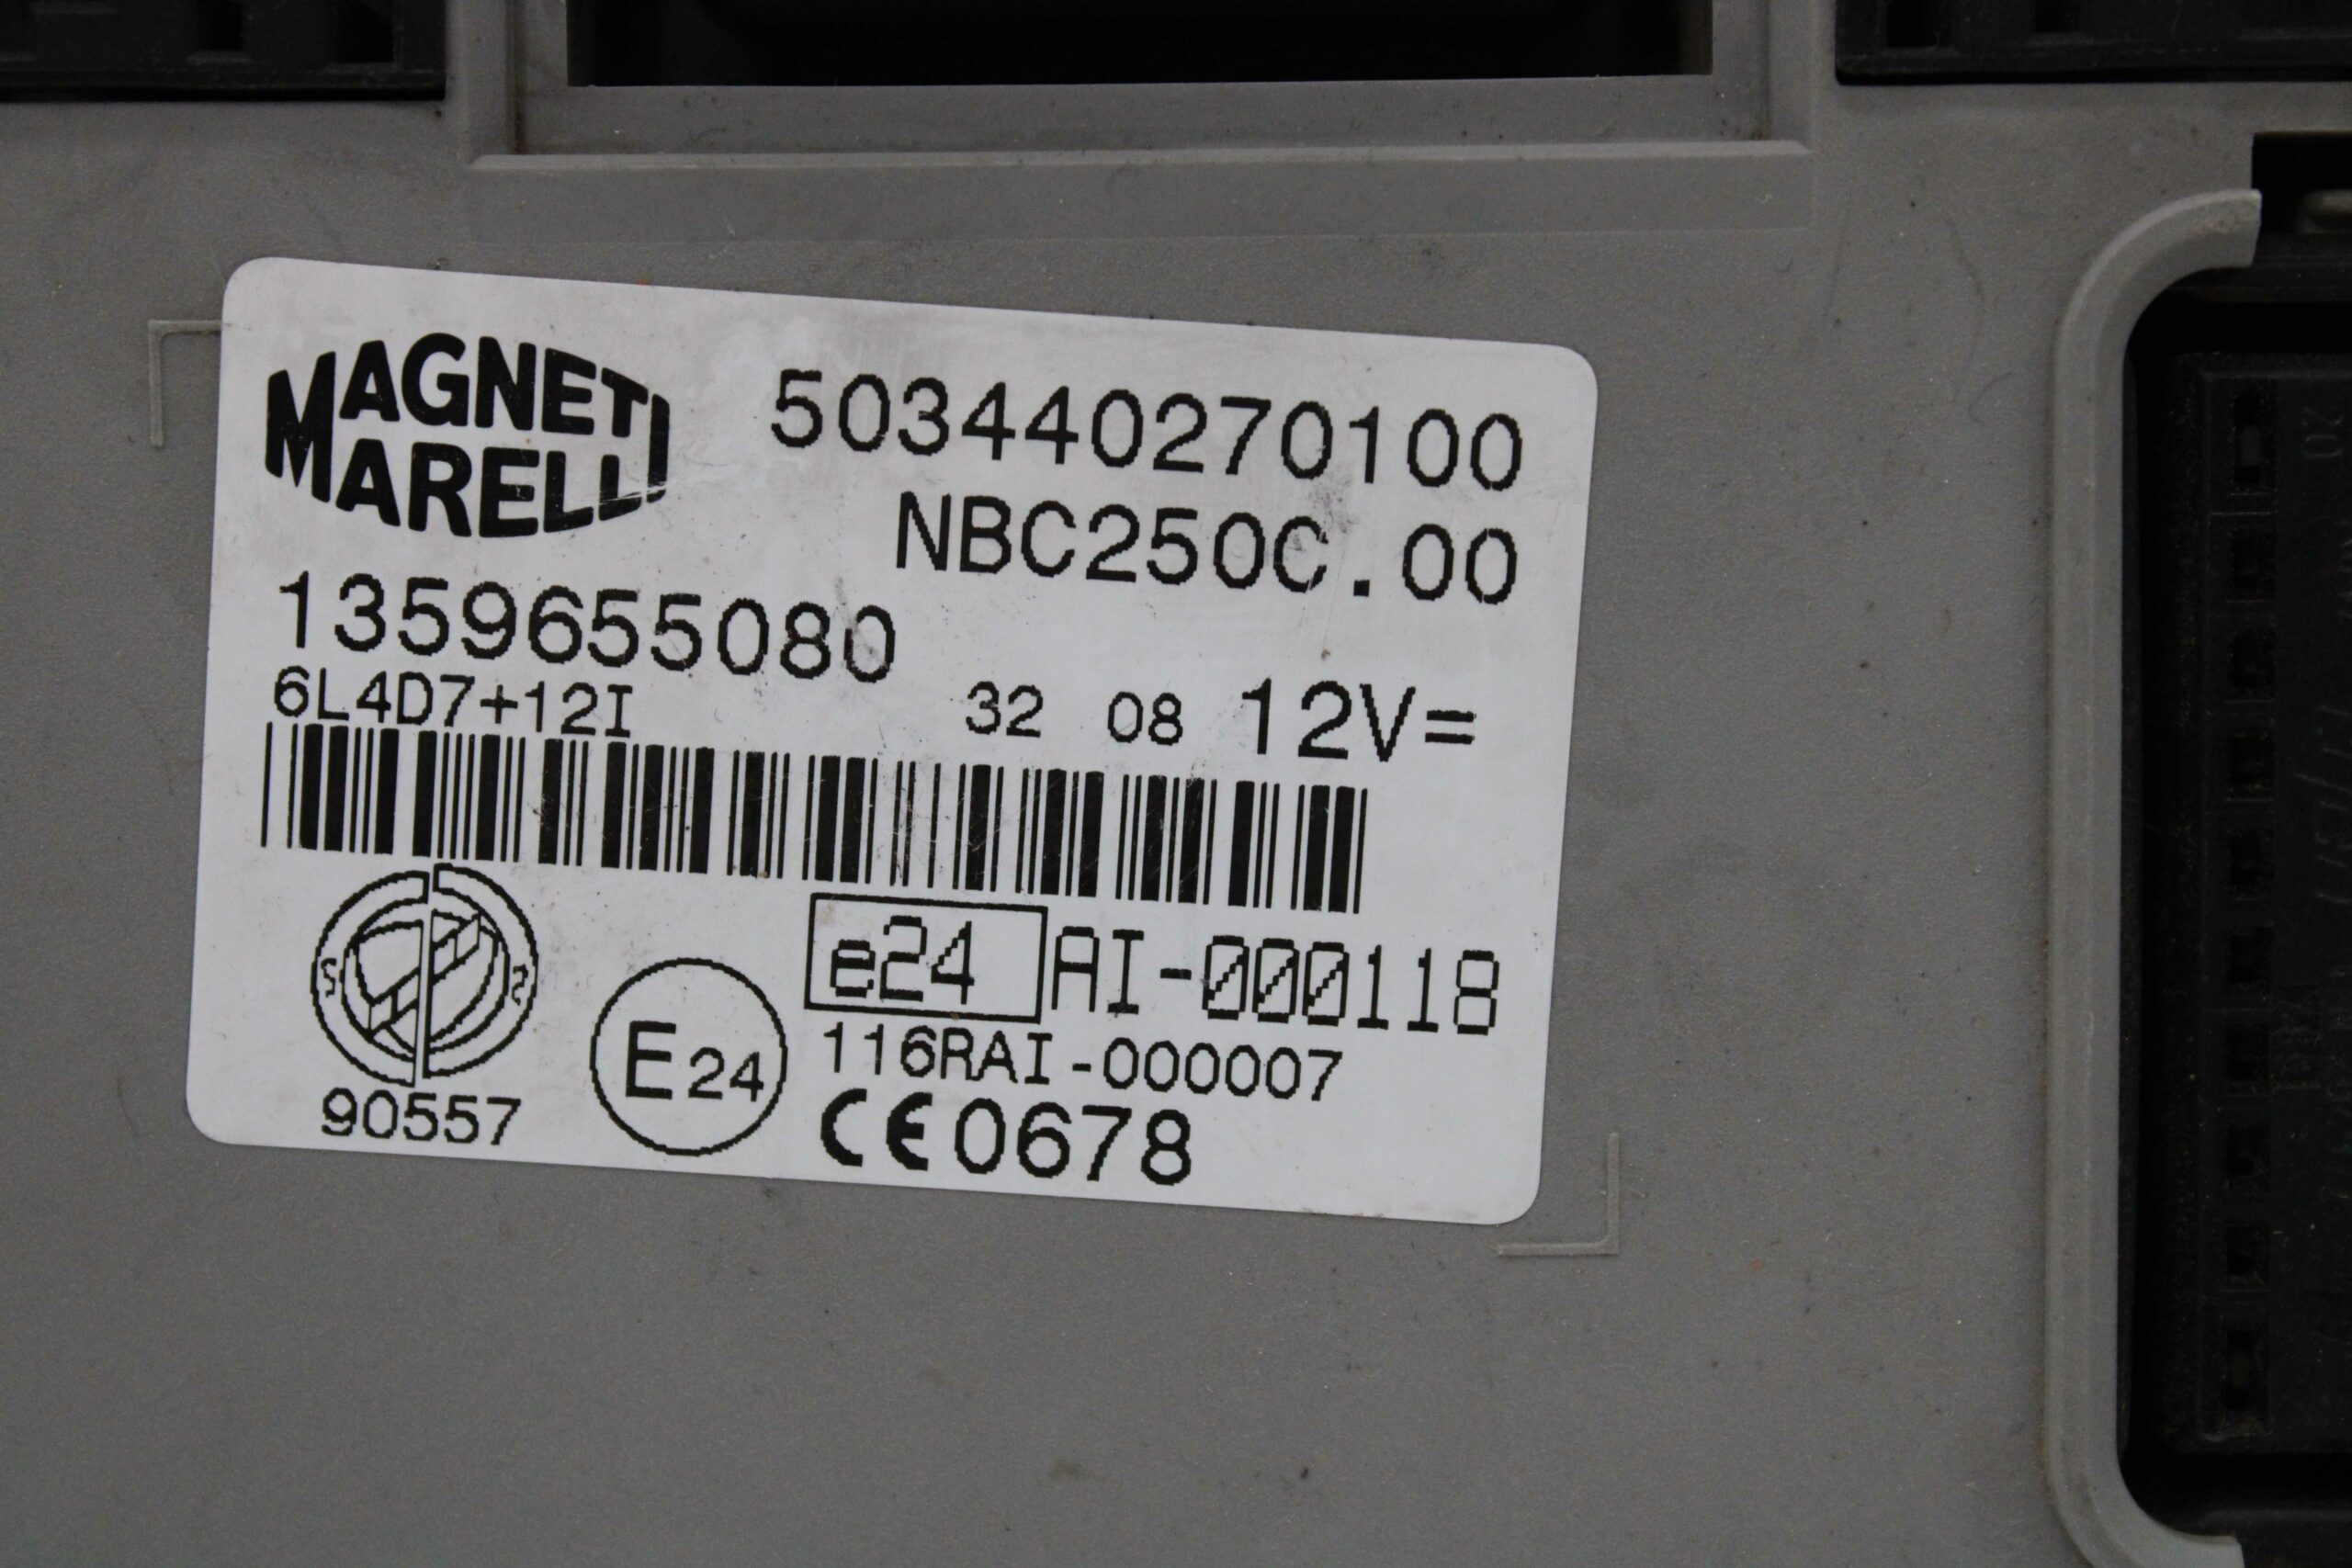 MAGNETI
MARELLI
503440270100
NBC250C.00
1359655080
6L4D7+12I 32 08 12V=
e24 AI-000118
E24 116RAI-000007
90557 CE0678
20